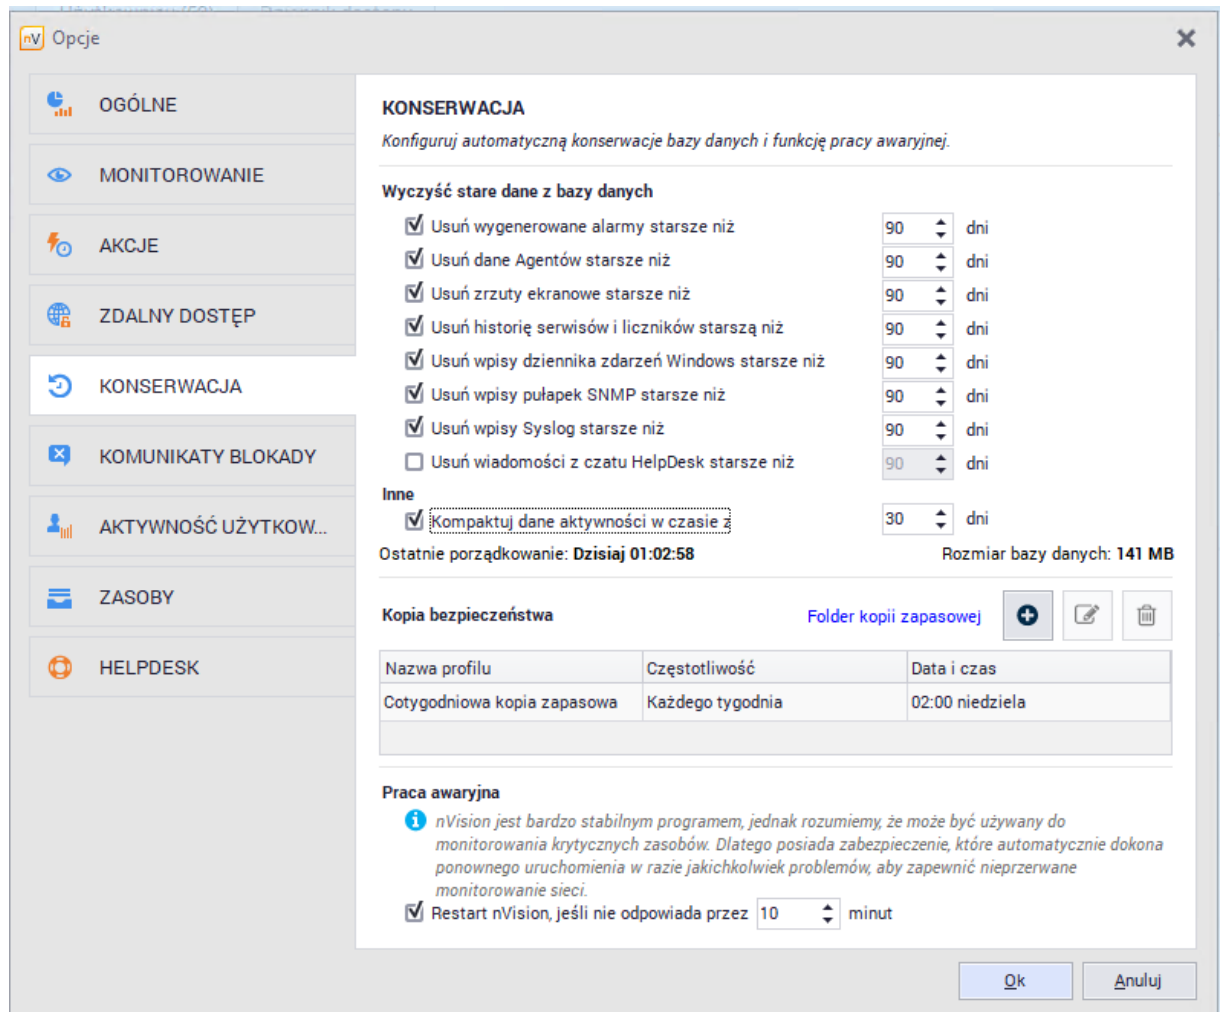 nV Opcje
OGÓLNE
MONITOROWANIE
AKCJE
ZDALNY DOSTĘP
KONSERWACJA
KOMUNIKATY BLOKADY
AKTYWNOŚĆ UŻYTKOW...
ZASOBY
HELPDESK
KONSERWACJA
Konfiguruj automatyczną konserwacje bazy danych i funkcję pracy awaryjnej.
Wyczyść stare dane z bazy danych
Usuń wygenerowane alarmy starsze niż 90 dni
Usuń dane Agentów starsze niż 90 dni
Usuń zrzuty ekranowe starsze niż 90 dni
Usuń historię serwisów i liczników starszą niż 90 dni
Usuń wpisy dziennika zdarzeń Windows starsze niż 90 dni
Usuń wpisy pułapek SNMP starsze niż 90 dni
Usuń wpisy Syslog starsze niż 90 dni
Usuń wiadomości z czatu HelpDesk starsze niż 90 dni
Inne
Kompaktuj dane aktywności w czasie z 30 dni
Ostatnie porządkowanie: Dzisiaj 01:02:58 Rozmiar bazy danych: 141 MB
Kopia bezpieczeństwa Folder kopii zapasowej
Nazwa profilu Częstotliwość Data i czas
Cotygodniowa kopia zapasowa Każdego tygodnia 02:00 niedziela
Praca awaryjna
nVision jest bardzo stabilnym programem, jednak rozumiemy, że może być używany do
monitorowania krytycznych zasobów. Dlatego posiada zabezpieczenie, które automatycznie dokona
ponownego uruchomienia w razie jakichkolwiek problemów, aby zapewnić nieprzerwane
monitorowanie sieci.
Restart nVision, jeśli nie odpowiada przez 10 minut
Ok Anuluj